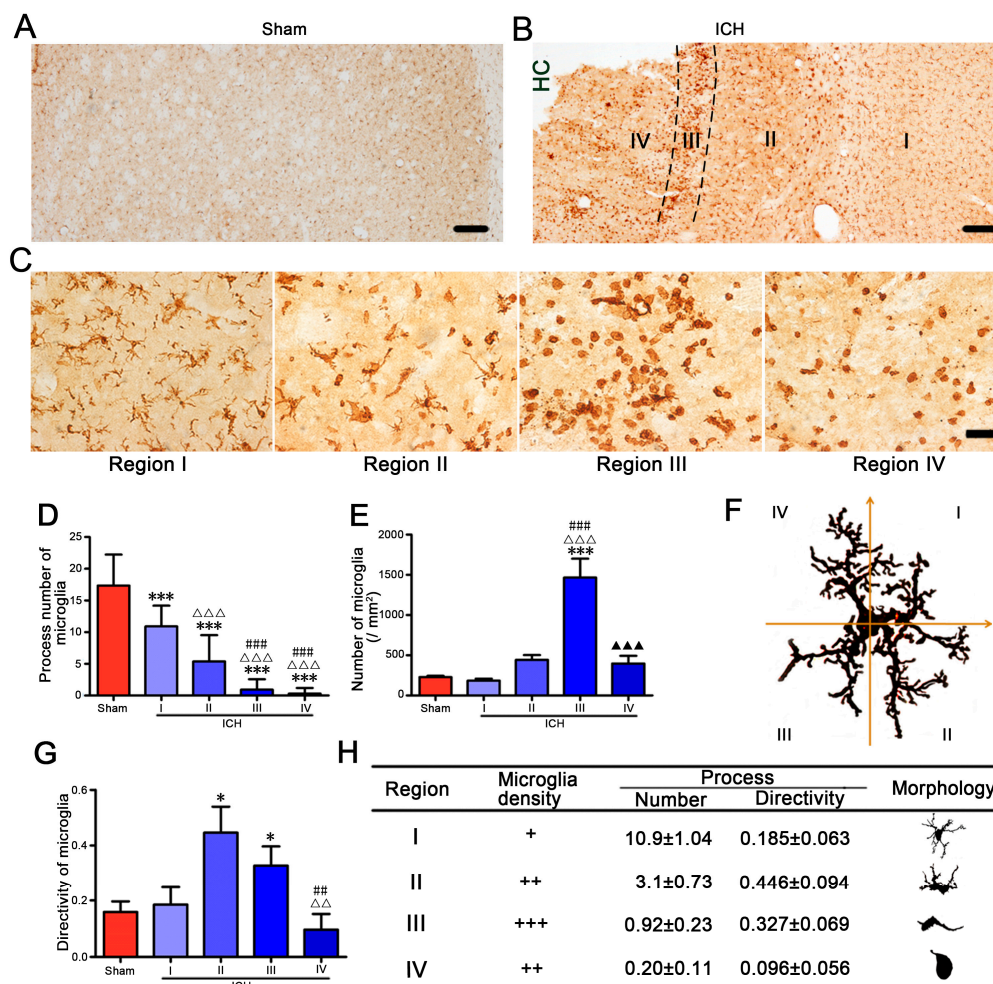 A
Sham
B
ICH
HC
IV
III
II
I
C
Region I
Region II
Region III
Region IV
D
Process number of
microglia
25
20
15
10
5
0
***
△△△
***
###
△△△
***
###
△△△
***
Sham
I
II
III
IV
ICH
E
Number of microglia
(/ mm²)
2000
1500
1000
500
0
###
△△△
***
▲▲▲
Sham
I
II
III
IV
ICH
F
IV
I
III
II
G
Directivity of microglia
0.6
0.4
0.2
0.0
*
*
##
△△
Sham
I
II
III
IV
ICH
H
Region
Microglia
density
Process
Number
Directivity
Morphology
I + 10.9±1.04 0.185±0.063
II ++ 3.1±0.73 0.446±0.094
III +++ 0.92±0.23 0.327±0.069
IV ++ 0.20±0.11 0.096±0.056